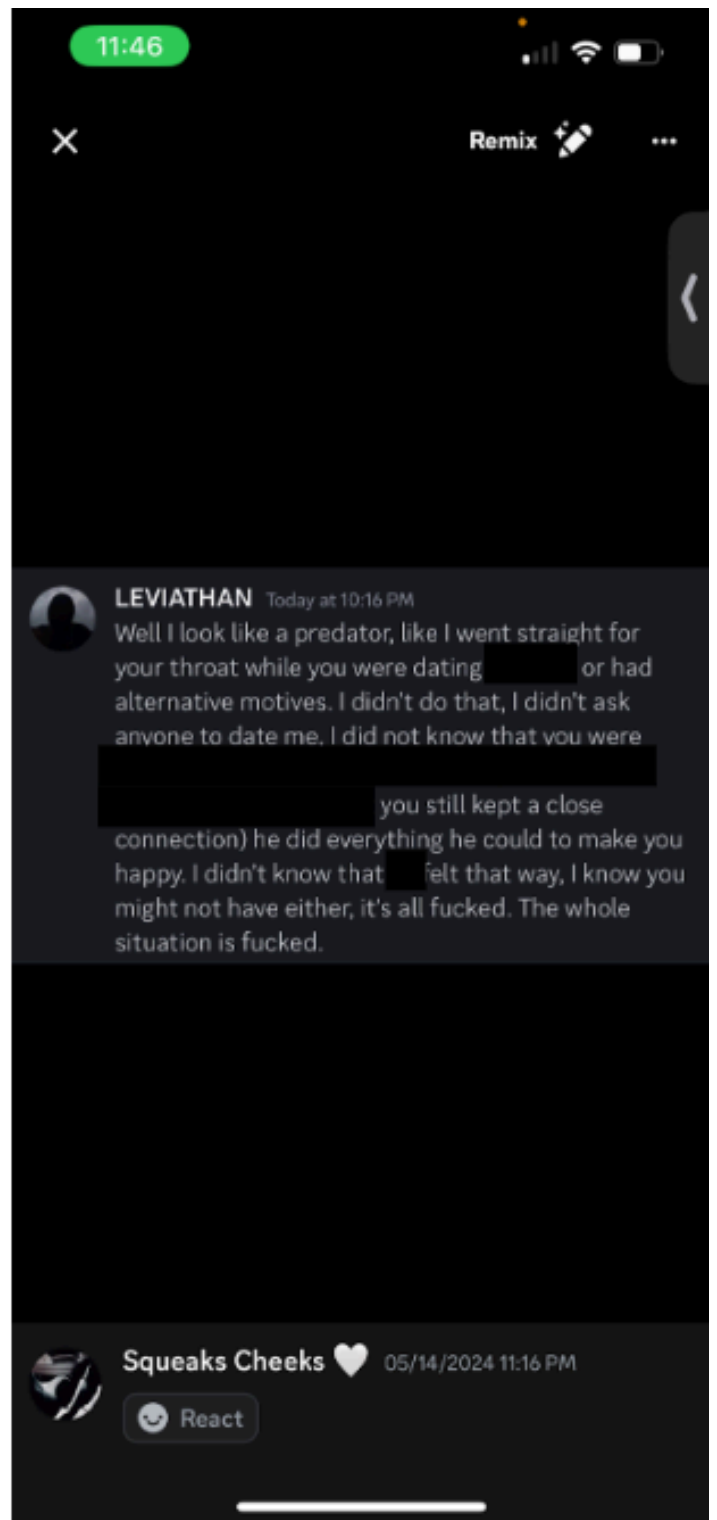 11:46
Remix
LEVIATHAN Today at 10:16 PM
Well I look like a predator, like I went straight for
your throat while you were dating or had
alternative motives. I didn't do that, I didn't ask
anyone to date me. I did not know that you were
you still kept a close
connection) he did everything he could to make you
happy. I didn't know that felt that way, I know you
might not have either, it's all fucked. The whole
situation is fucked.
Squeaks Cheeks 🤍 05/14/2024 11:16 PM
React